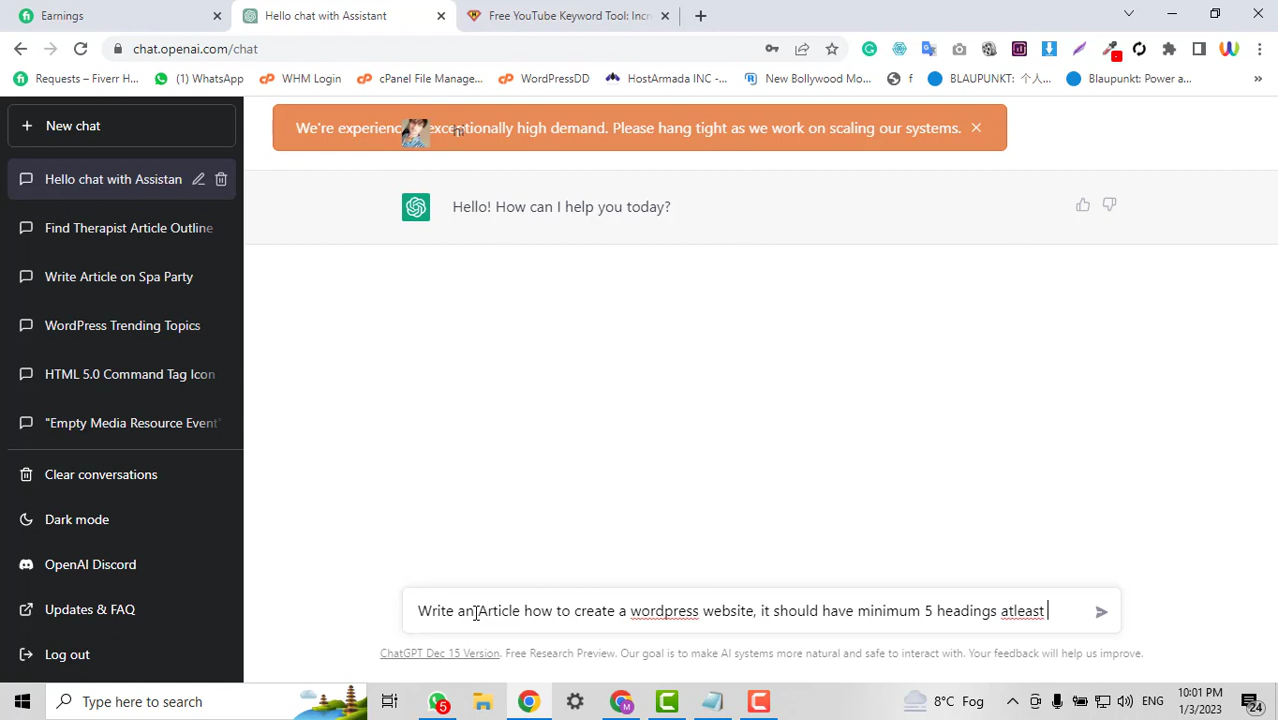 Earnings
Hello chat with Assistant
Free YouTube Keyword Tool: Incr
chat.openai.com/chat
Requests – Fiverr H...
(1) WhatsApp
WHM Login
cPanel File Manage...
WordPressDD
HostArmada INC -...
New Bollywood Mo...
f
BLAUPUNKT: 个人...
Blaupunkt: Power a...
New chat
We're experienc exceptionally high demand. Please hang tight as we work on scaling our systems.
Hello chat with Assistan
Hello! How can I help you today?
Find Therapist Article Outline
Write Article on Spa Party
WordPress Trending Topics
HTML 5.0 Command Tag Icon
"Empty Media Resource Event"
Clear conversations
Dark mode
OpenAI Discord
Updates & FAQ
Log out
Write an Article how to create a wordpress website, it should have minimum 5 headings atleast
ChatGPT Dec 15 Version. Free Research Preview. Our goal is to make AI systems more natural and safe to interact with. Your feedback will help us improve.
Type here to search
5
8°C Fog
ENG
10:01 PM
1/3/2023
24